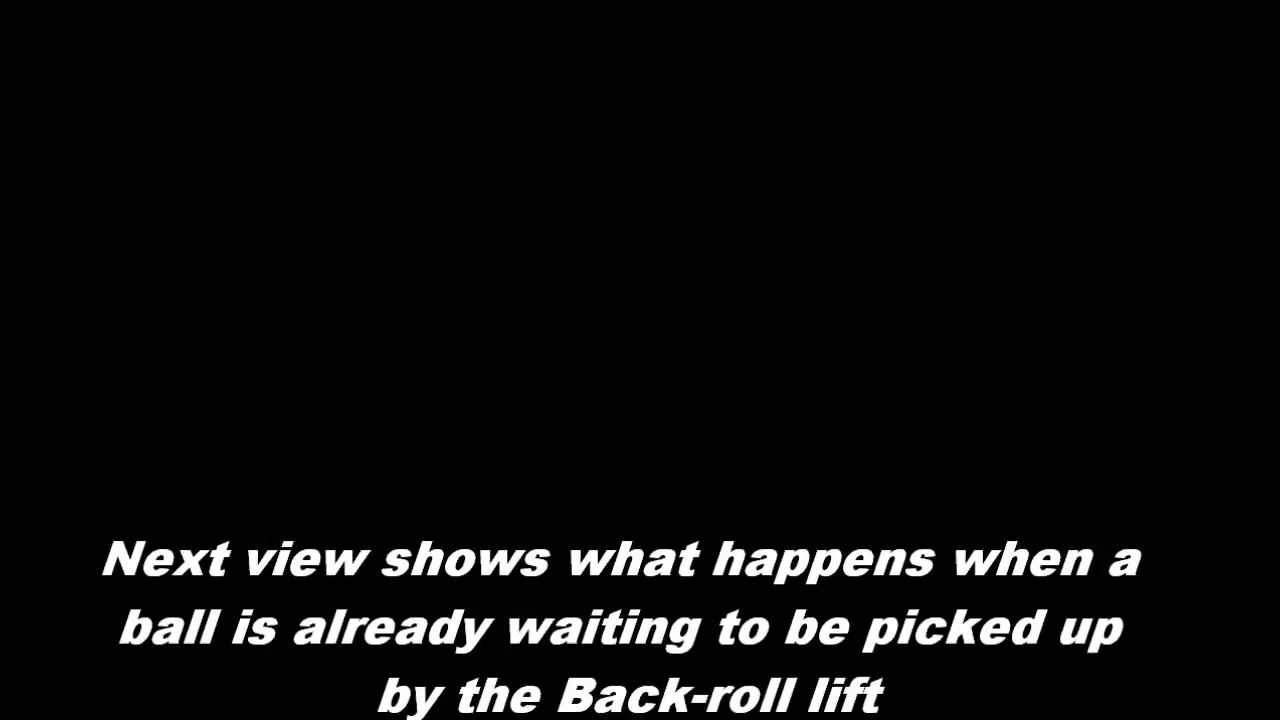 Next view shows what happens when a
ball is already waiting to be picked up
by the Back-roll lift